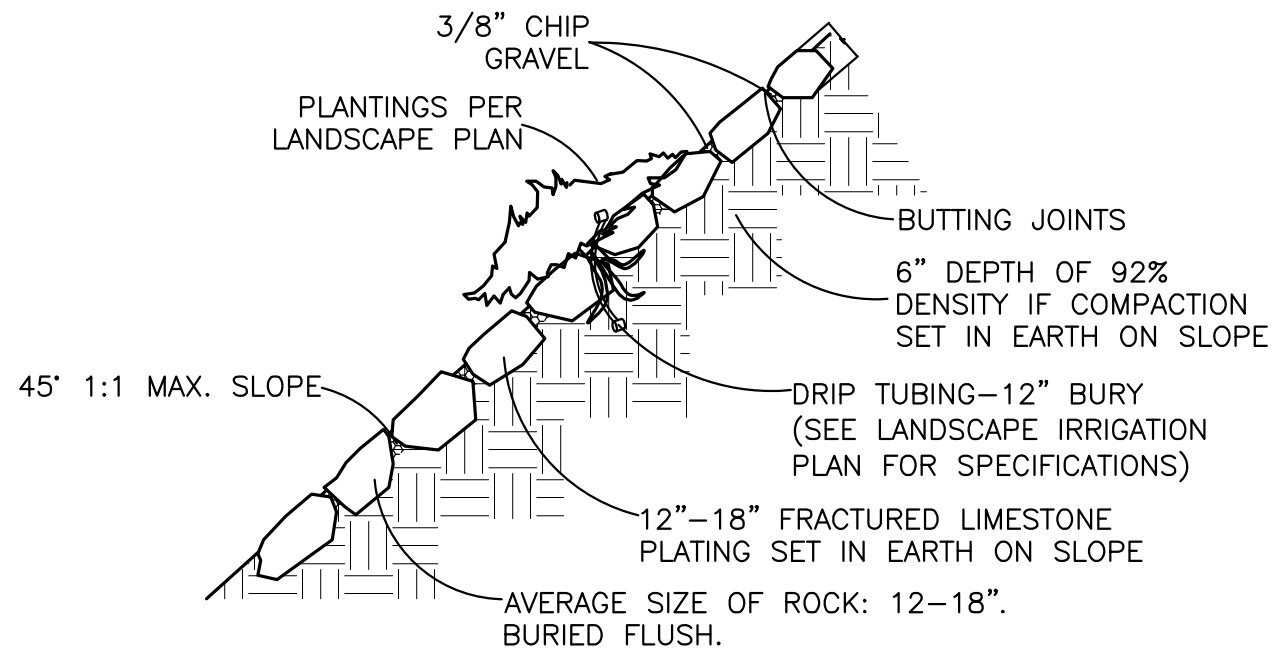 3/8” CHIP
GRAVEL
PLANTINGS PER
LANDSCAPE PLAN
BUTTING JOINTS
6” DEPTH OF 92%
DENSITY IF COMPACTION
SET IN EARTH ON SLOPE
45° 1:1 MAX. SLOPE
DRIP TUBING–12” BURY
(SEE LANDSCAPE IRRIGATION
PLAN FOR SPECIFICATIONS)
12”–18” FRACTURED LIMESTONE
PLATING SET IN EARTH ON SLOPE
AVERAGE SIZE OF ROCK: 12–18”.
BURIED FLUSH.